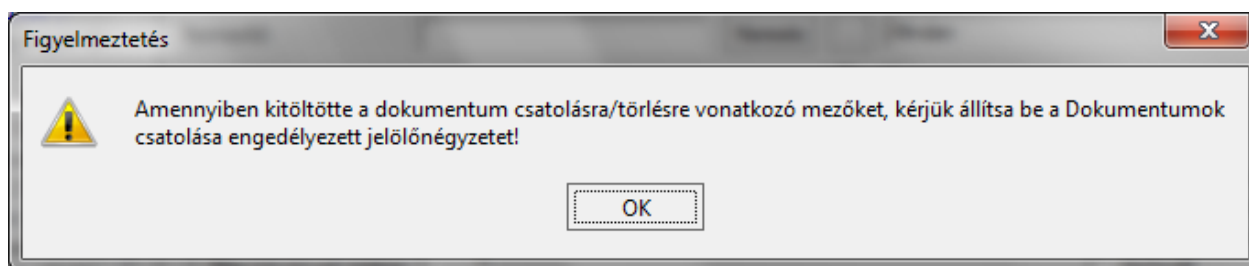 Figyelmeztetés
Amennyiben kitöltötte a dokumentum csatolásra/törlésre vonatkozó mezőket, kérjük állítsa be a Dokumentumok
csatolása engedélyezett jelölőnégyzetet!
OK